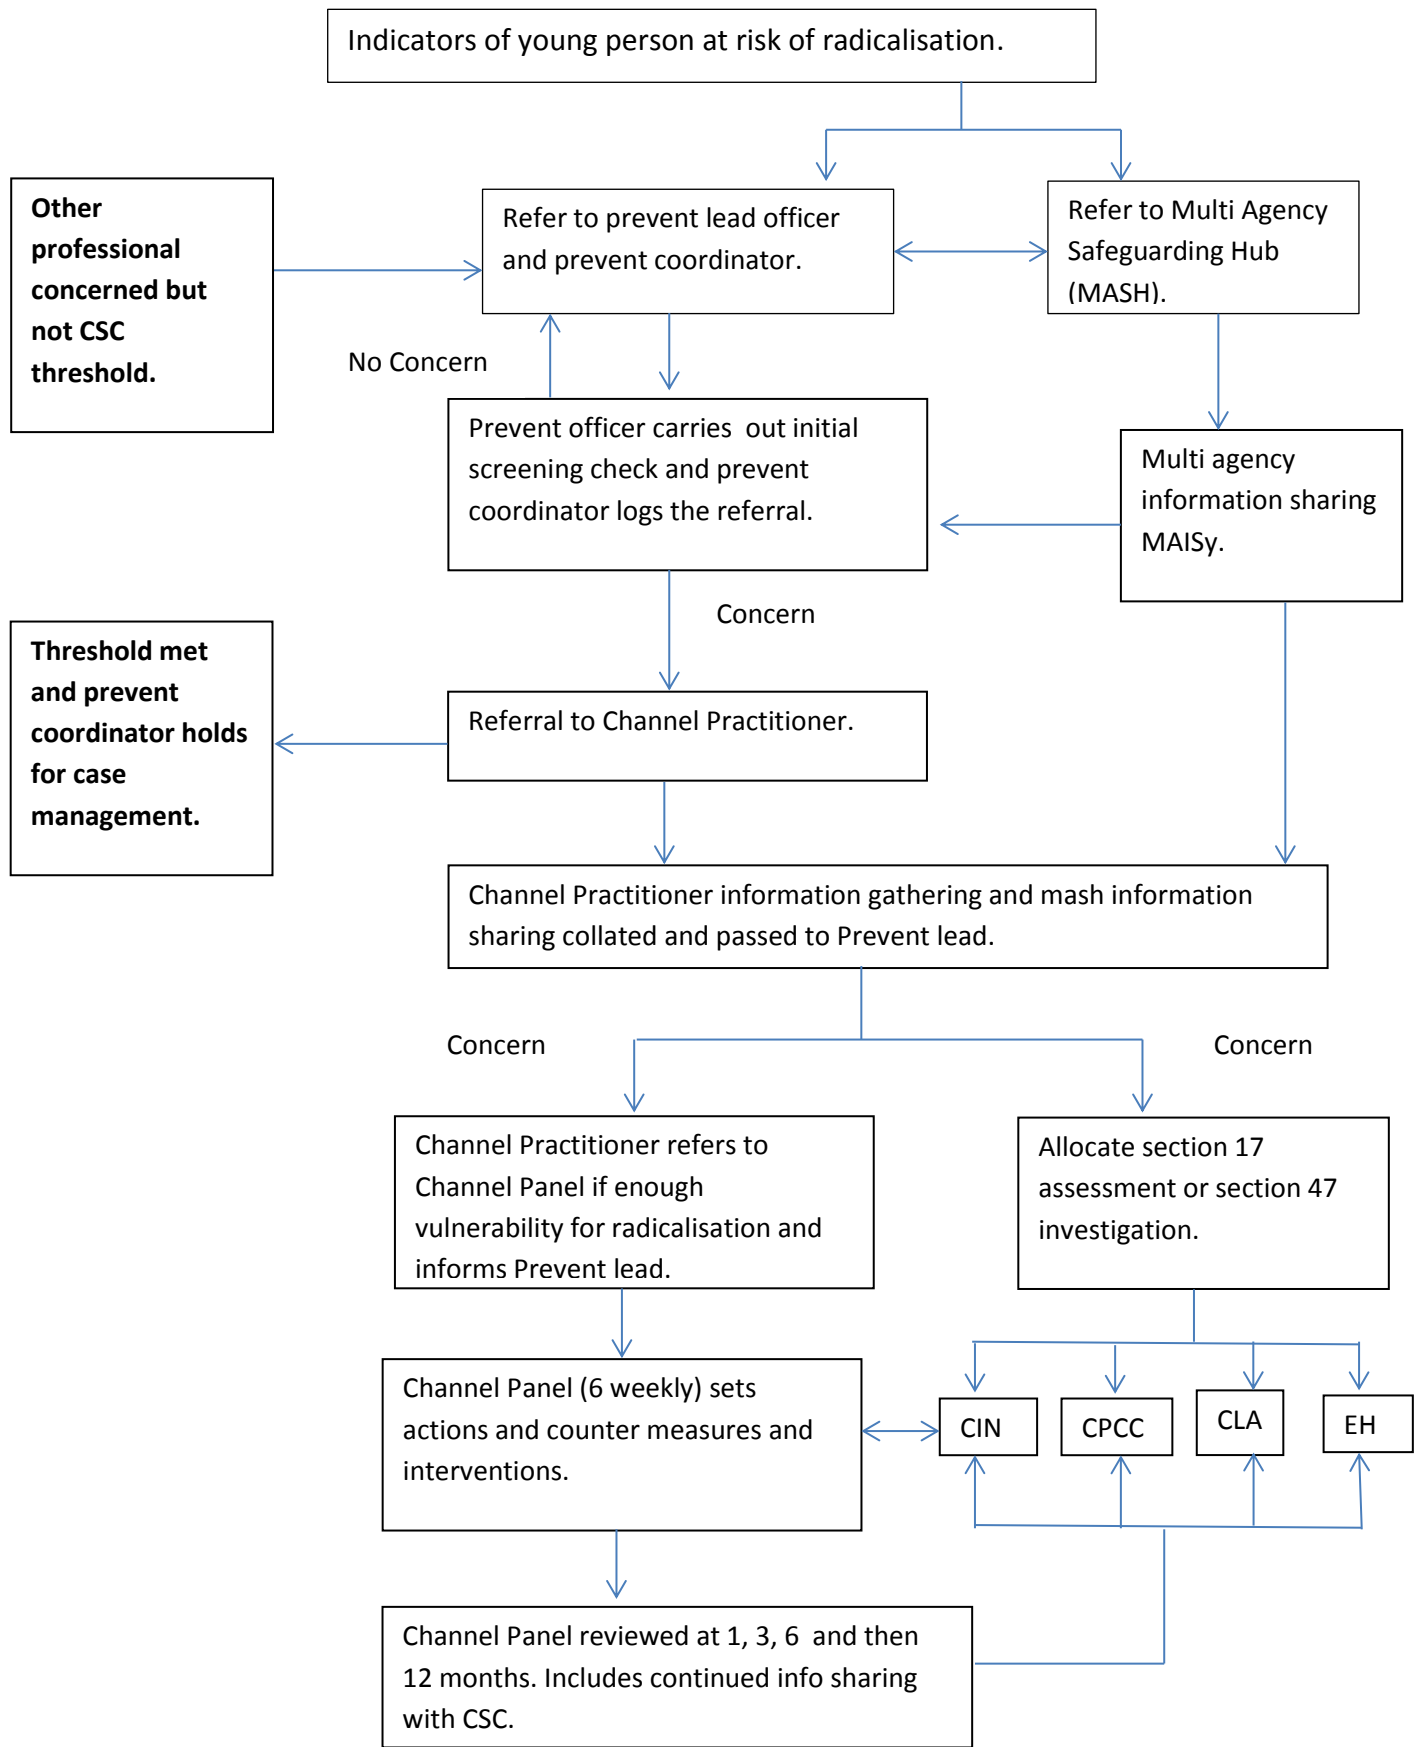 Indicators of young person at risk of radicalisation.
Other
professional
concerned but
not CSC
threshold.
Refer to prevent lead officer
and prevent coordinator.
Refer to Multi Agency
Safeguarding Hub
(MASH).
No Concern
Prevent officer carries  out initial
screening check and prevent
coordinator logs the referral.
Multi agency
information sharing
MAISy.
Concern
Threshold met
and prevent
coordinator holds
for case
management.
Referral to Channel Practitioner.
Channel Practitioner information gathering and mash information
sharing collated and passed to Prevent lead.
Concern
Concern
Channel Practitioner refers to
Channel Panel if enough
vulnerability for radicalisation and
informs Prevent lead.
Allocate section 17
assessment or section 47
investigation.
Channel Panel (6 weekly) sets
actions and counter measures and
interventions.
CIN
CPCC
CLA
EH
Channel Panel reviewed at 1, 3, 6  and then
12 months. Includes continued info sharing
with CSC.